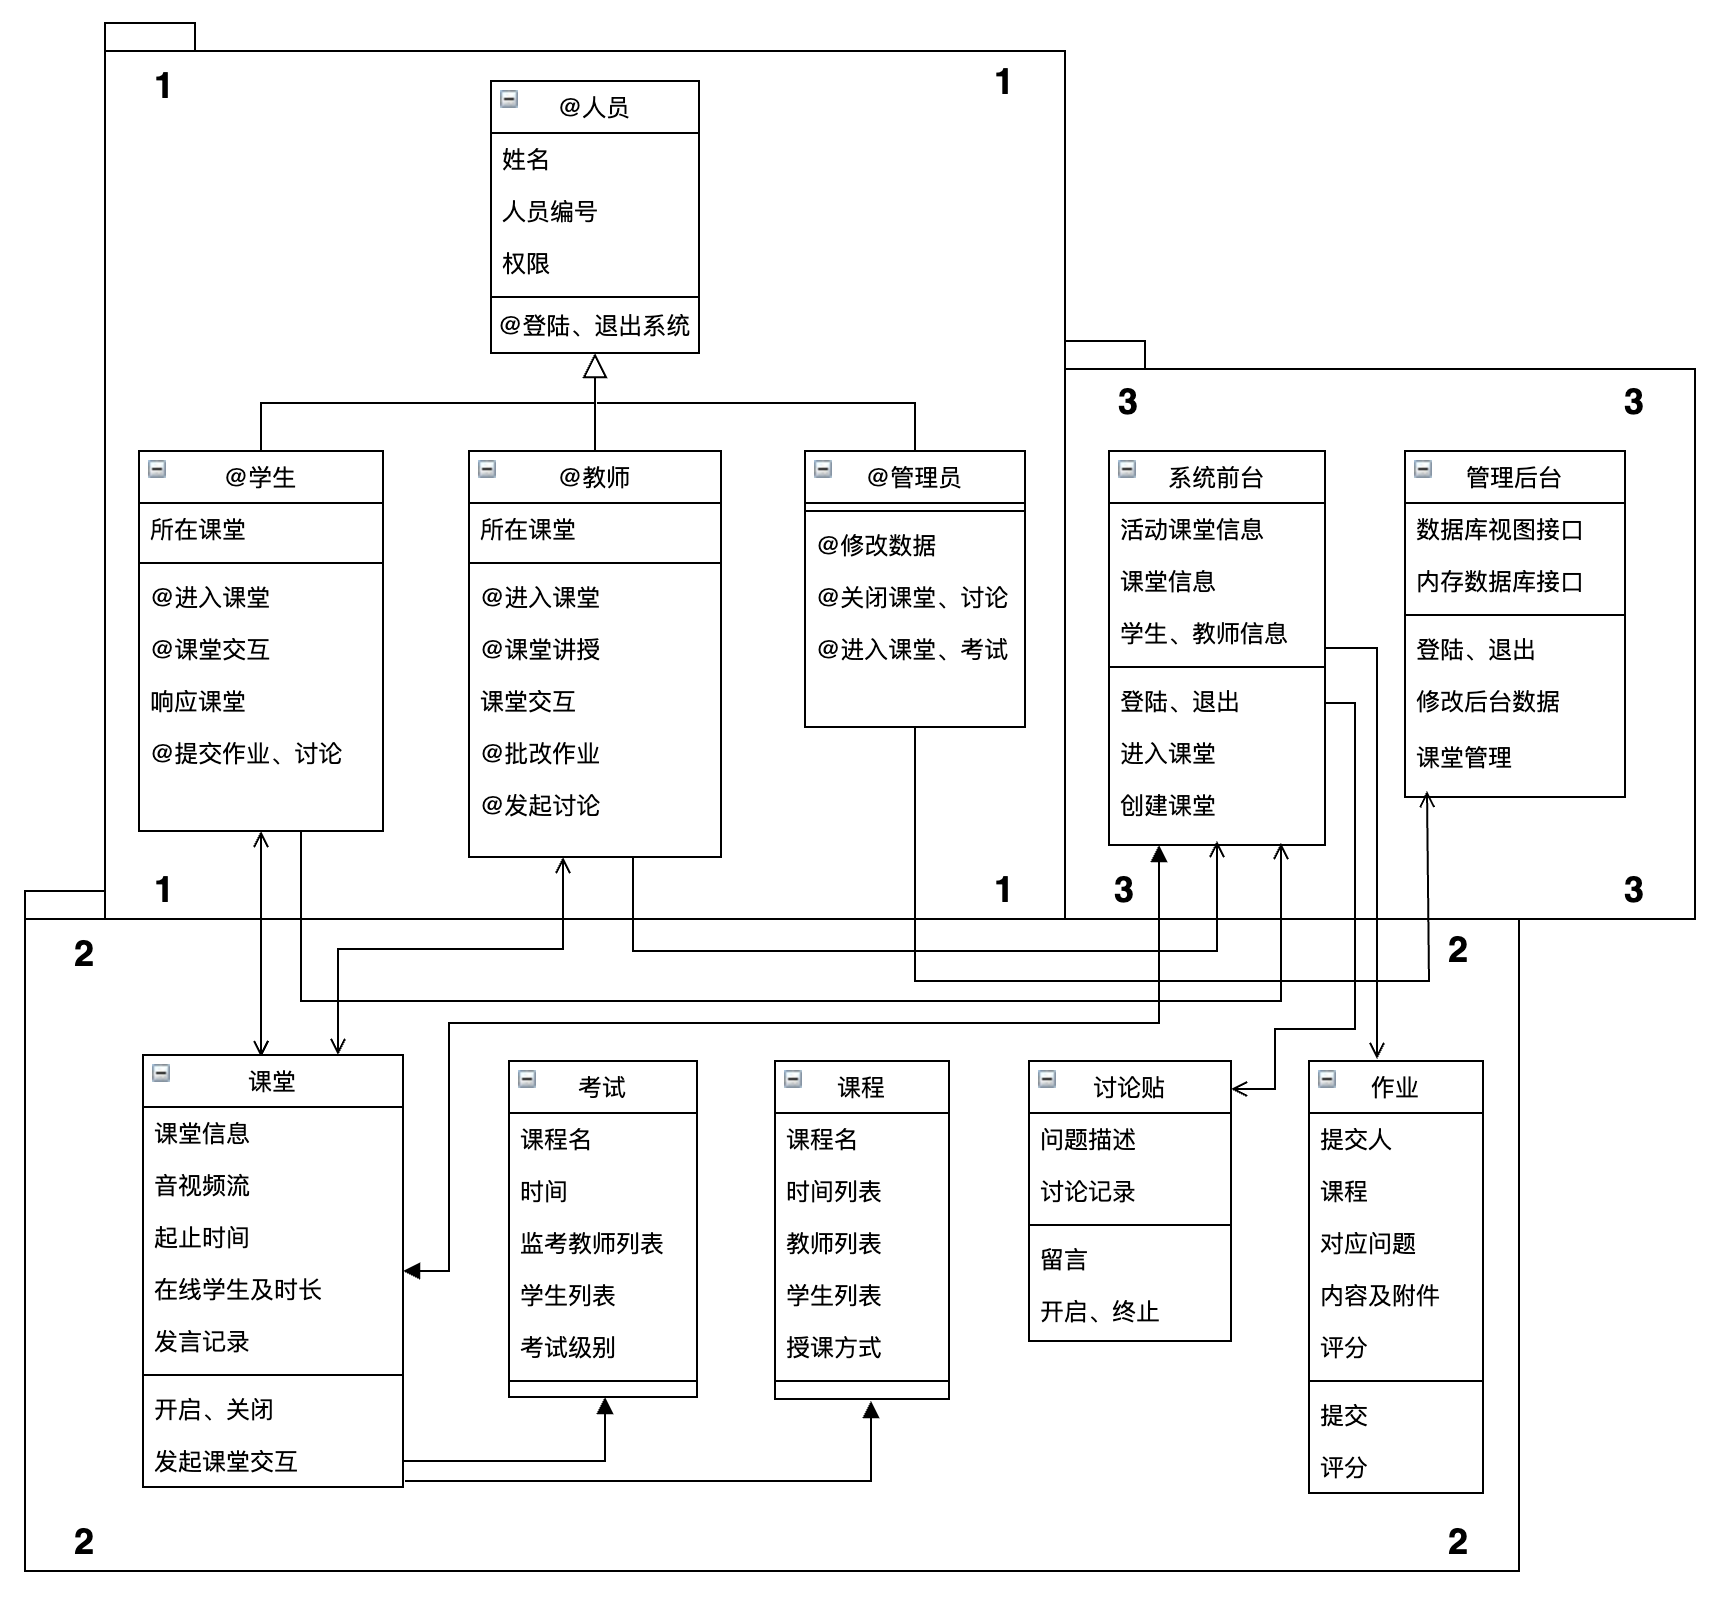 1
1
@人员
姓名
人员编号
权限
@登陆、退出系统
@学生
所在课堂
@进入课堂
@课堂交互
响应课堂
@提交作业、讨论
@教师
所在课堂
@进入课堂
@课堂讲授
课堂交互
@批改作业
@发起讨论
@管理员
@修改数据
@关闭课堂、讨论
@进入课堂、考试
1
1
3
3
系统前台
活动课堂信息
课堂信息
学生、教师信息
登陆、退出
进入课堂
创建课堂
管理后台
数据库视图接口
内存数据库接口
登陆、退出
修改后台数据
课堂管理
3
3
2
2
课堂
课堂信息
音视频流
起止时间
在线学生及时长
发言记录
开启、关闭
发起课堂交互
考试
课程名
时间
监考教师列表
学生列表
考试级别
课程
课程名
时间列表
教师列表
学生列表
授课方式
讨论贴
问题描述
讨论记录
留言
开启、终止
作业
提交人
课程
对应问题
内容及附件
评分
提交
评分
2
2